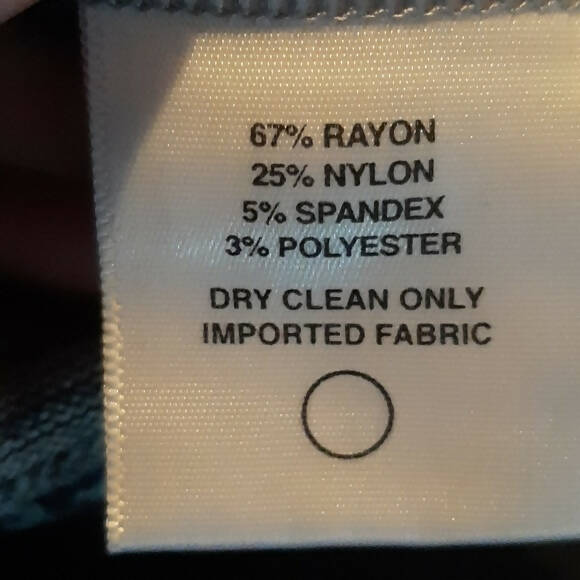 67% RAYON
25% NYLON
5% SPANDEX
3% POLYESTER
DRY CLEAN ONLY
IMPORTED FABRIC